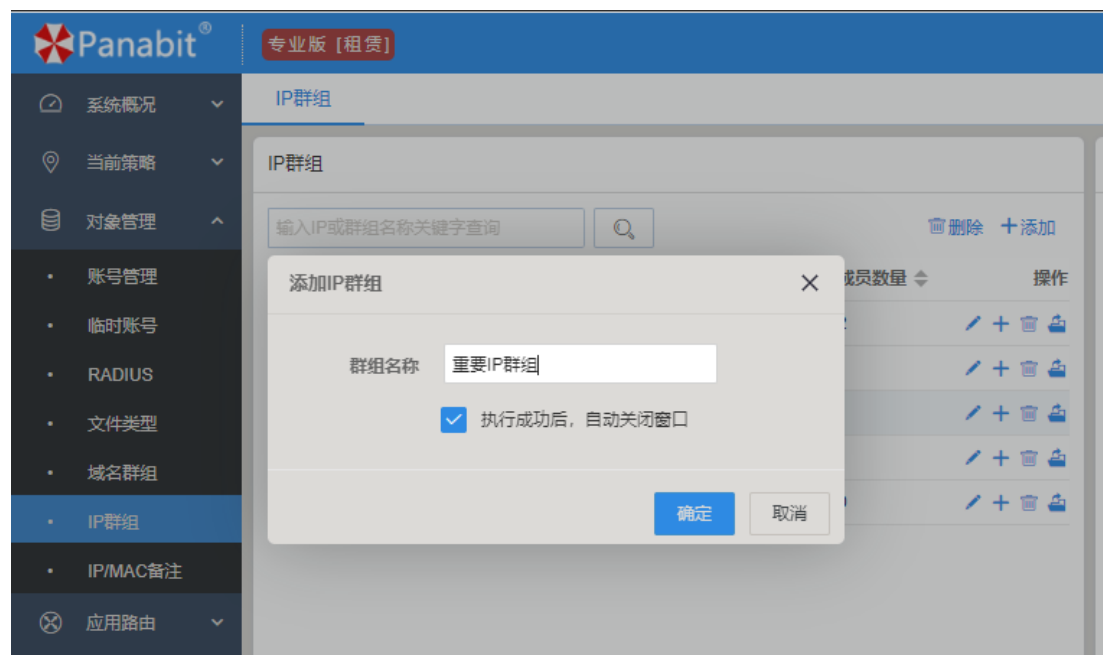 Panabit®
专业版 [租赁]
系统概况
IP群组
当前策略
IP群组
对象管理
输入IP或群组名称关键字查询
删除 添加
账号管理
添加IP群组
成员数量
操作
临时账号
群组名称 重要IP群组
RADIUS
文件类型
执行成功后，自动关闭窗口
域名群组
IP群组
确定 取消
IP/MAC备注
应用路由